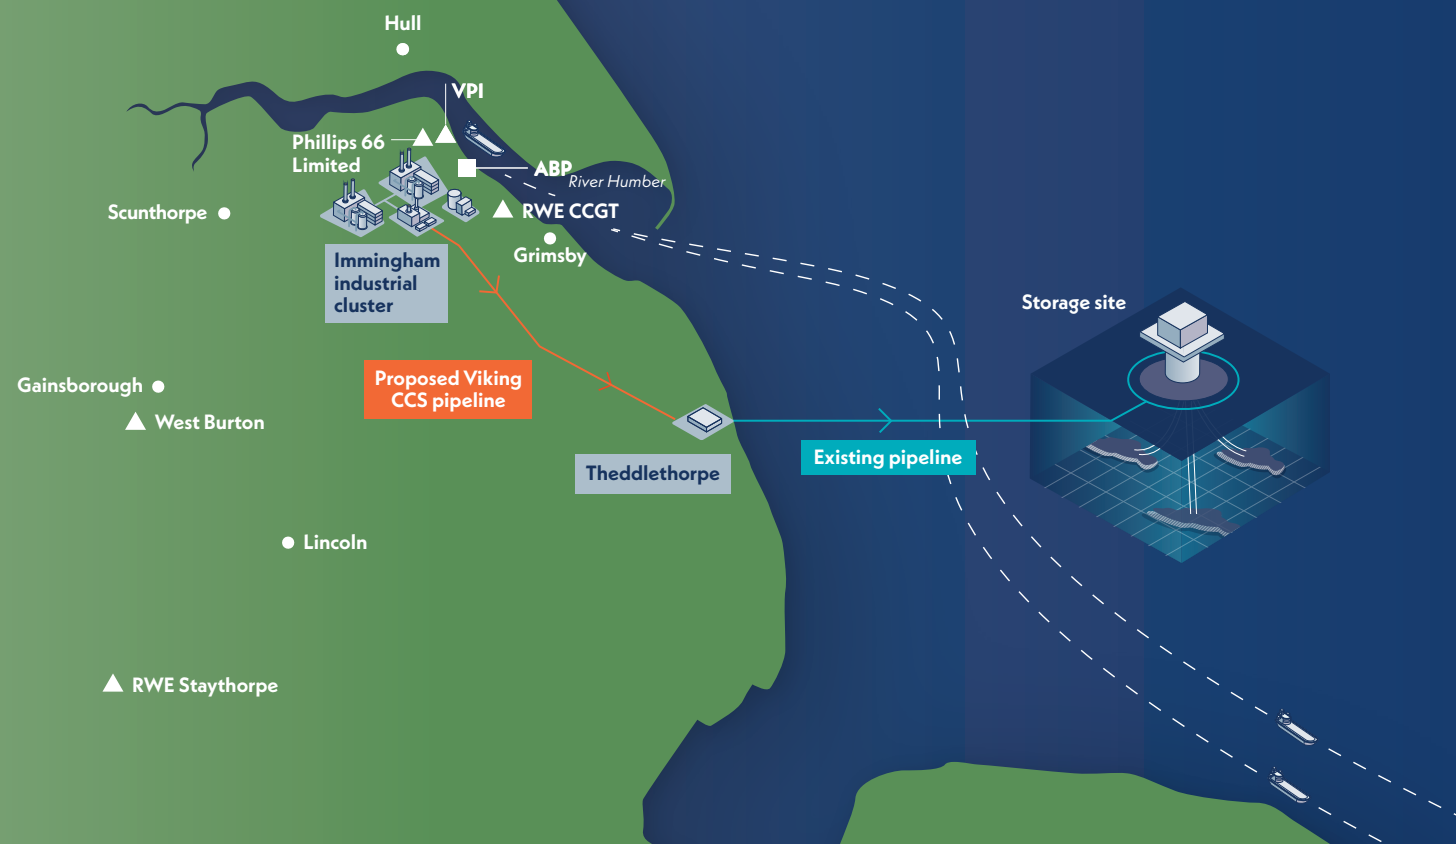 Hull
VPI
Phillips 66
Limited
ABP
River Humber
Scunthorpe
RWE CCGT
Grimsby
Immingham
industrial
cluster
Storage site
Gainsborough
Proposed Viking
CCS pipeline
West Burton
Existing pipeline
Theddlethorpe
Lincoln
RWE Staythorpe